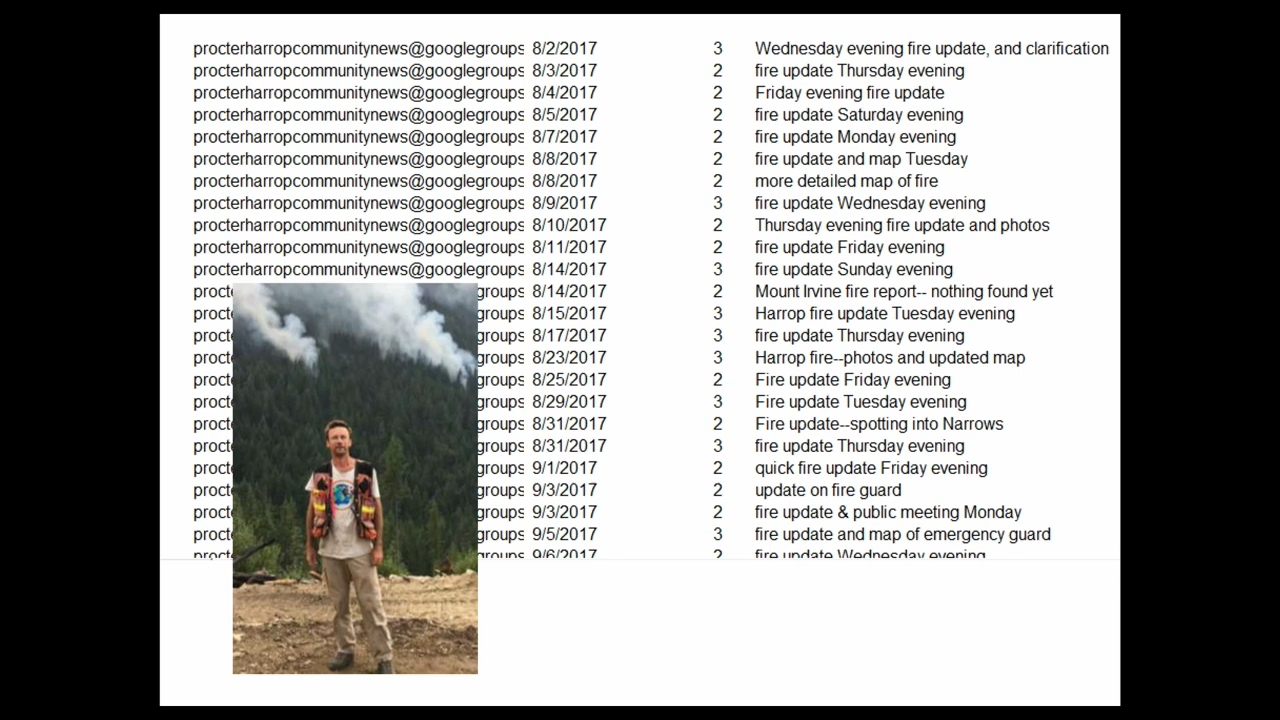 procterharropcommunitynews@googlegroups 8/2/2017 3 Wednesday evening fire update, and clarification
procterharropcommunitynews@googlegroups 8/3/2017 2 fire update Thursday evening
procterharropcommunitynews@googlegroups 8/4/2017 2 Friday evening fire update
procterharropcommunitynews@googlegroups 8/5/2017 2 fire update Saturday evening
procterharropcommunitynews@googlegroups 8/7/2017 2 fire update Monday evening
procterharropcommunitynews@googlegroups 8/8/2017 2 fire update and map Tuesday
procterharropcommunitynews@googlegroups 8/8/2017 2 more detailed map of fire
procterharropcommunitynews@googlegroups 8/9/2017 3 fire update Wednesday evening
procterharropcommunitynews@googlegroups 8/10/2017 2 Thursday evening fire update and photos
procterharropcommunitynews@googlegroups 8/11/2017 2 fire update Friday evening
procterharropcommunitynews@googlegroups 8/14/2017 3 fire update Sunday evening
proct groups 8/14/2017 2 Mount Irvine fire report-- nothing found yet
procte groups 8/15/2017 3 Harrop fire update Tuesday evening
procte groups 8/17/2017 3 fire update Thursday evening
procte groups 8/23/2017 3 Harrop fire--photos and updated map
procte groups 8/25/2017 2 Fire update Friday evening
procte groups 8/29/2017 3 Fire update Tuesday evening
procte groups 8/31/2017 2 Fire update--spotting into Narrows
procte groups 8/31/2017 3 fire update Thursday evening
procte groups 9/1/2017 2 quick fire update Friday evening
procte groups 9/3/2017 2 update on fire guard
procte groups 9/3/2017 2 fire update & public meeting Monday
procte groups 9/5/2017 3 fire update and map of emergency guard
procte groups 9/6/2017 2 fire update Wednesday evening